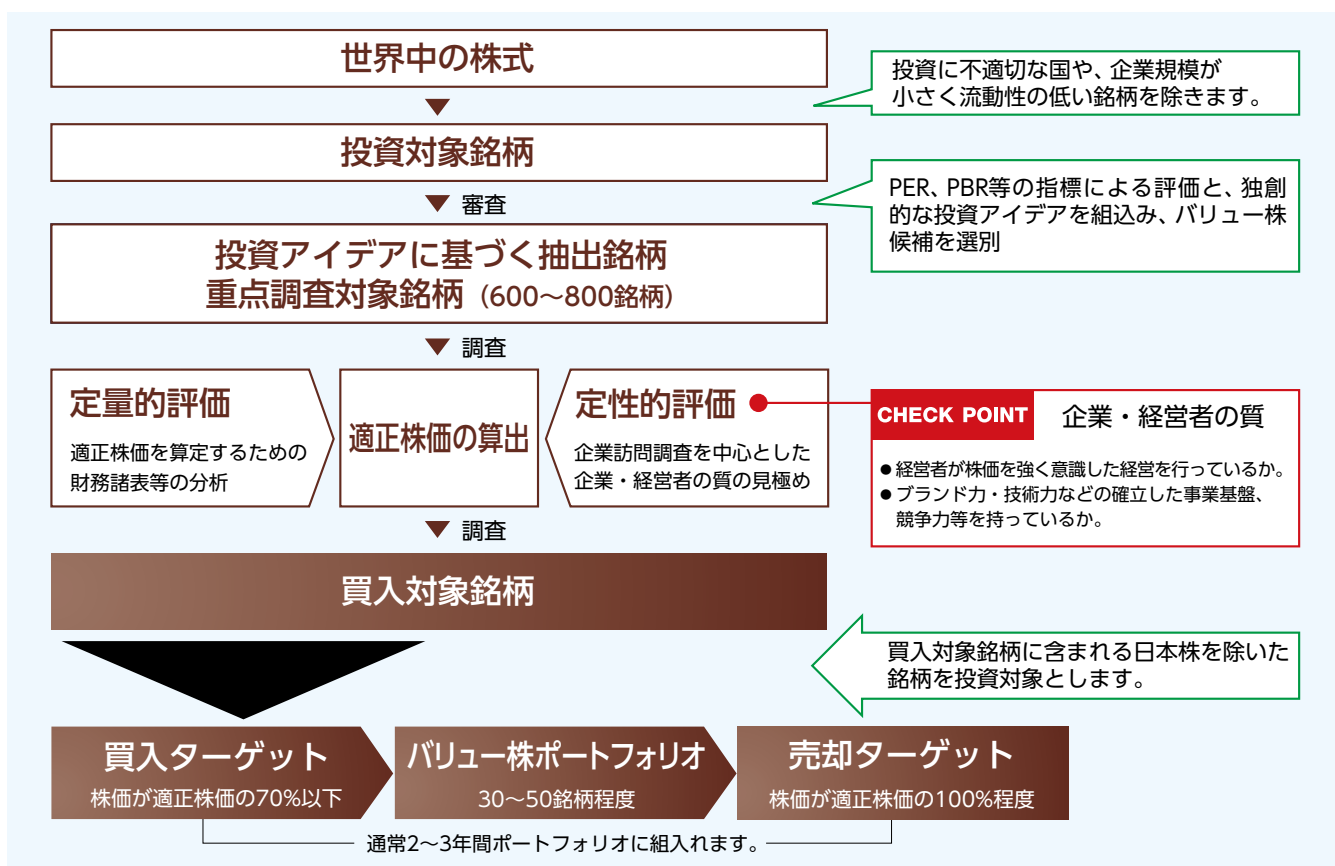 世界中の株式
投資に不適切な国や、企業規模が
小さく流動性の低い銘柄を除きます。
投資対象銘柄
審査
PER、PBR等の指標による評価と、独創
的な投資アイデアを組込み、バリュー株
候補を選別
投資アイデアに基づく抽出銘柄
重点調査対象銘柄（600～800銘柄）
調査
定量的評価
適正株価を算定するための
財務諸表等の分析
適正株価の算出
定性的評価
企業訪問調査を中心とした
企業・経営者の質の見極め
CHECK POINT 企業・経営者の質
● 経営者が株価を強く意識した経営を行っているか。
● ブランド力・技術力などの確立した事業基盤、
競争力等を持っているか。
調査
買入対象銘柄
買入対象銘柄に含まれる日本株を除いた
銘柄を投資対象とします。
買入ターゲット
株価が適正株価の70%以下
バリュー株ポートフォリオ
30～50銘柄程度
売却ターゲット
株価が適正株価の100%程度
通常2～3年間ポートフォリオに組入れます。